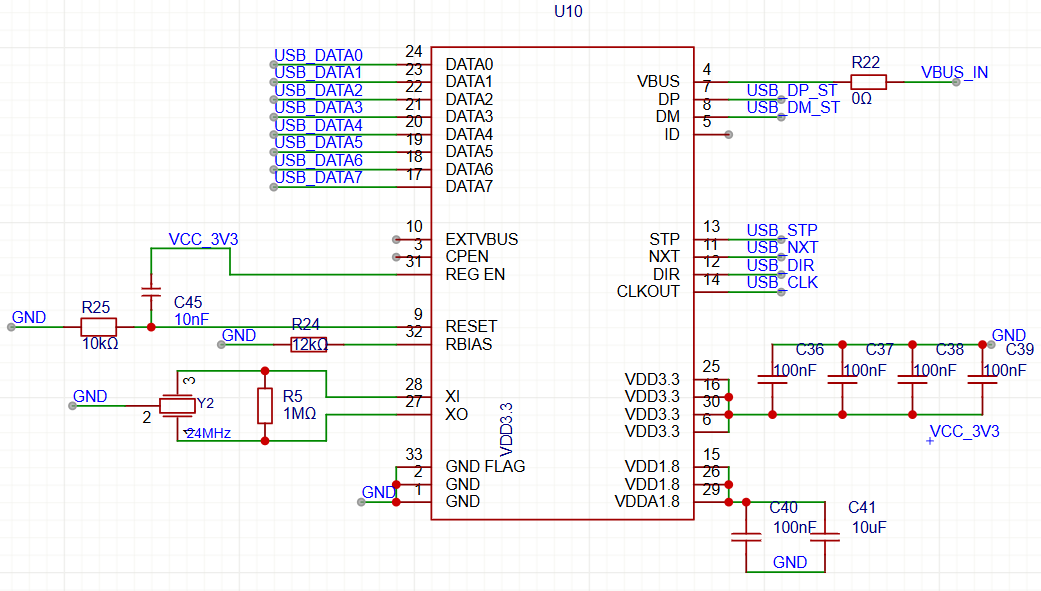 U10
USB_DATA0 24 DATA0
USB_DATA1 23 DATA1
USB_DATA2 22 DATA2
USB_DATA3 21 DATA3
USB_DATA4 20 DATA4
USB_DATA5 19 DATA5
USB_DATA6 18 DATA6
USB_DATA7 17 DATA7
VBUS 4 R22 0Ω VBUS_IN
DP 7 USB_DP_ST
DM 8 USB_DM_ST
ID 5
10 EXTVBUS
3 CPEN
VCC_3V3 31 REG EN
STP 13 USB_STP
NXT 11 USB_NXT
DIR 12 USB_DIR
CLKOUT 14 USB_CLK
C45
10nF
GND R25 10kΩ 9 RESET
GND R24 12kΩ 32 RBIAS
28 XI
27 XO
GND 2 3 1 Y2
24MHz
R5
1MΩ
VDD3.3
33 GND FLAG
2 GND
GND 1 GND
VDD3.3 25
VDD3.3 16
VDD3.3 30
VDD3.3 6
GND
C36 C37 C38 C39
100nF 100nF 100nF 100nF
VCC_3V3
VDD1.8 15
VDD1.8 26
VDDA1.8 29
C40 C41
100nF 10uF
GND